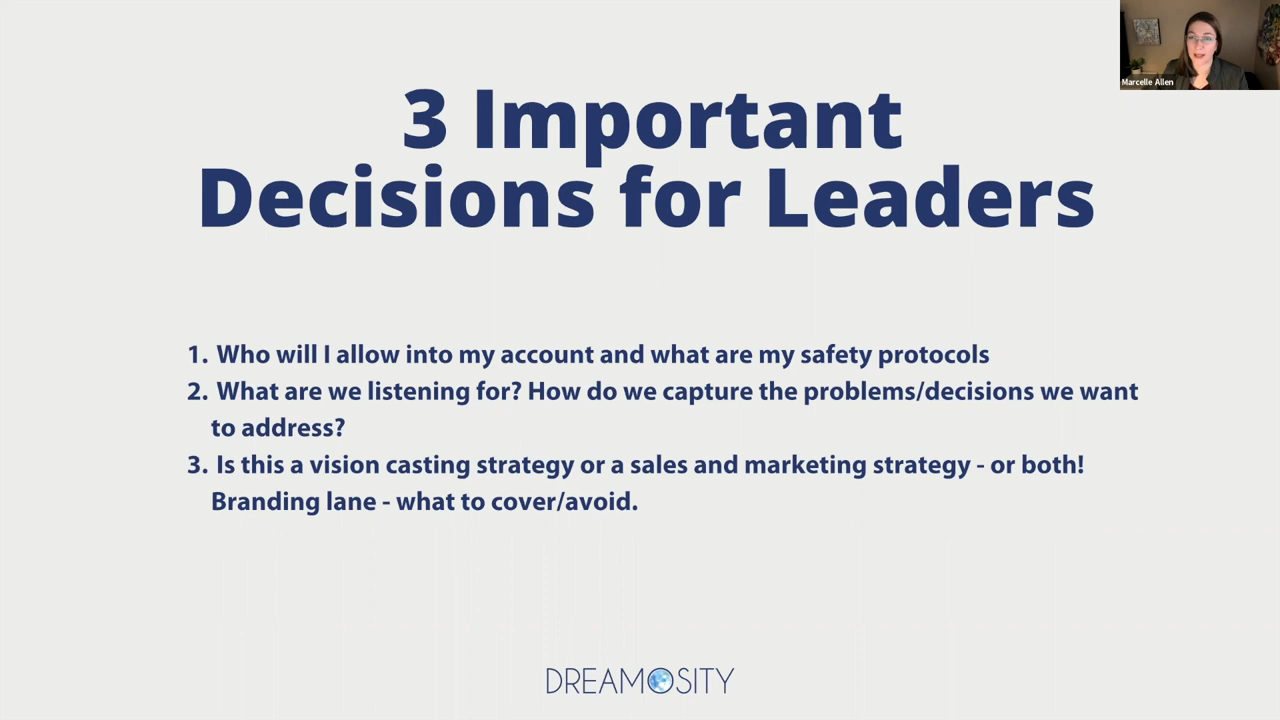 Marcelle Allen
3 Important
Decisions for Leaders
1. Who will I allow into my account and what are my safety protocols
2. What are we listening for? How do we capture the problems/decisions we want
to address?
3. Is this a vision casting strategy or a sales and marketing strategy - or both!
Branding lane - what to cover/avoid.
DREAMOSITY